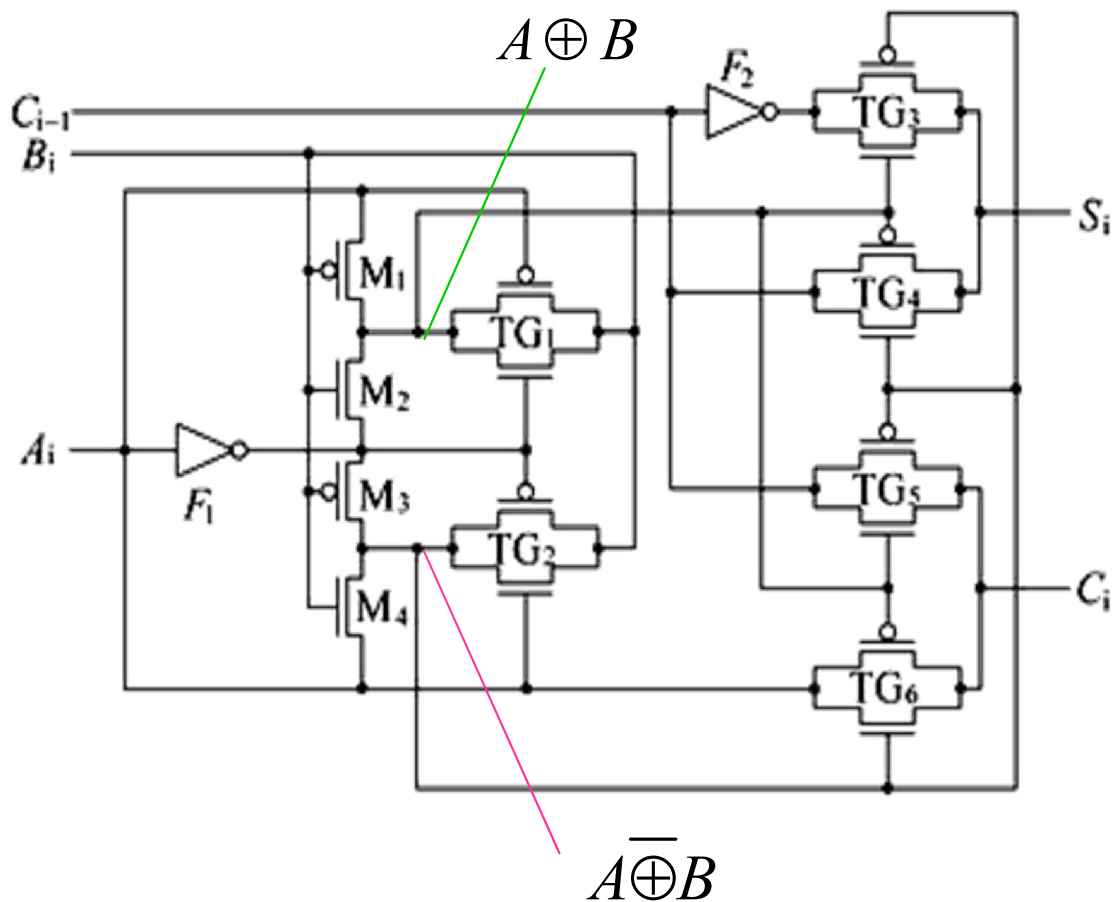 A ⊕ B
F₂
Cᵢ₋₁
TG₃
Bᵢ
Sᵢ
M₁
TG₄
TG₁
M₂
Aᵢ
F₁
M₃
TG₅
TG₂
M₄
Cᵢ
TG₆
A ⊕̅ B